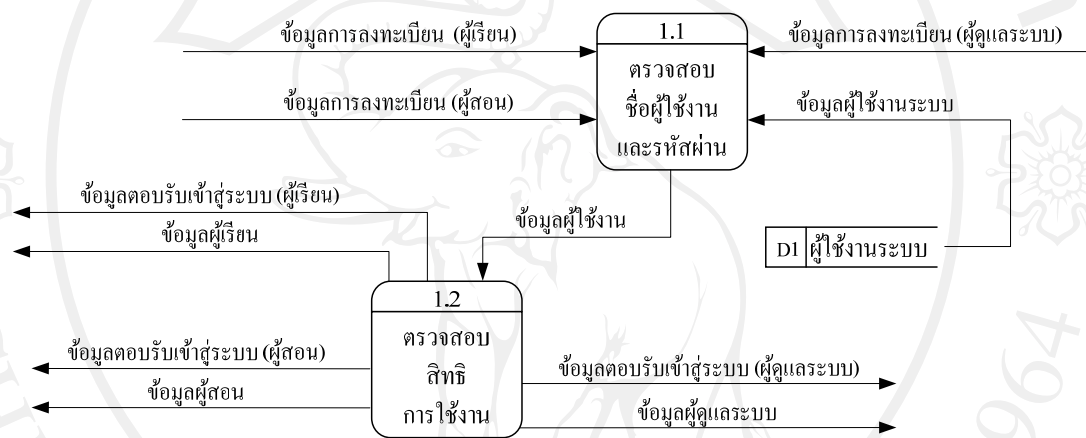 ข้อมูลการลงทะเบียน (ผู้เรียน)
1.1
ข้อมูลการลงทะเบียน (ผู้ดูแลระบบ)
ตรวจสอบ
ชื่อผู้ใช้งาน
และรหัสผ่าน
ข้อมูลการลงทะเบียน (ผู้สอน)
ข้อมูลผู้ใช้งานระบบ
ข้อมูลตอบรับเข้าสู่ระบบ (ผู้เรียน)
ข้อมูลผู้เรียน
ข้อมูลผู้ใช้งาน
D1 ผู้ใช้งานระบบ
1.2
ตรวจสอบ
สิทธิ
การใช้งาน
ข้อมูลตอบรับเข้าสู่ระบบ (ผู้สอน)
ข้อมูลผู้สอน
ข้อมูลตอบรับเข้าสู่ระบบ (ผู้ดูแลระบบ)
ข้อมูลผู้ดูแลระบบ
964